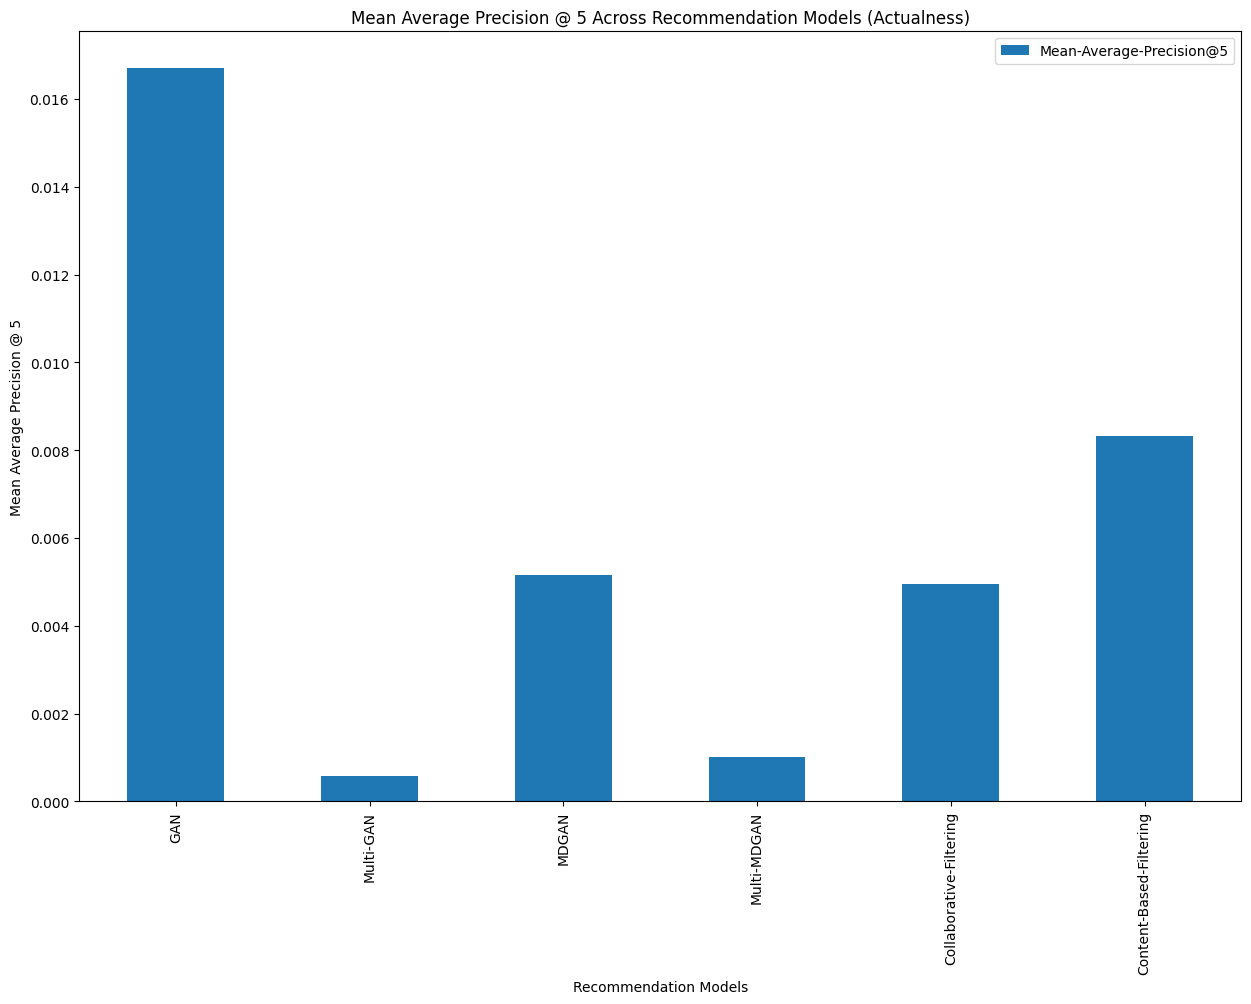 Mean Average Precision @ 5 Across Recommendation Models (Actualness)
Mean-Average-Precision@5
Mean Average Precision @ 5
0.016
0.014
0.012
0.010
0.008
0.006
0.004
0.002
0.000
GAN
Multi-GAN
MDGAN
Multi-MDGAN
Collaborative-Filtering
Content-Based-Filtering
Recommendation Models